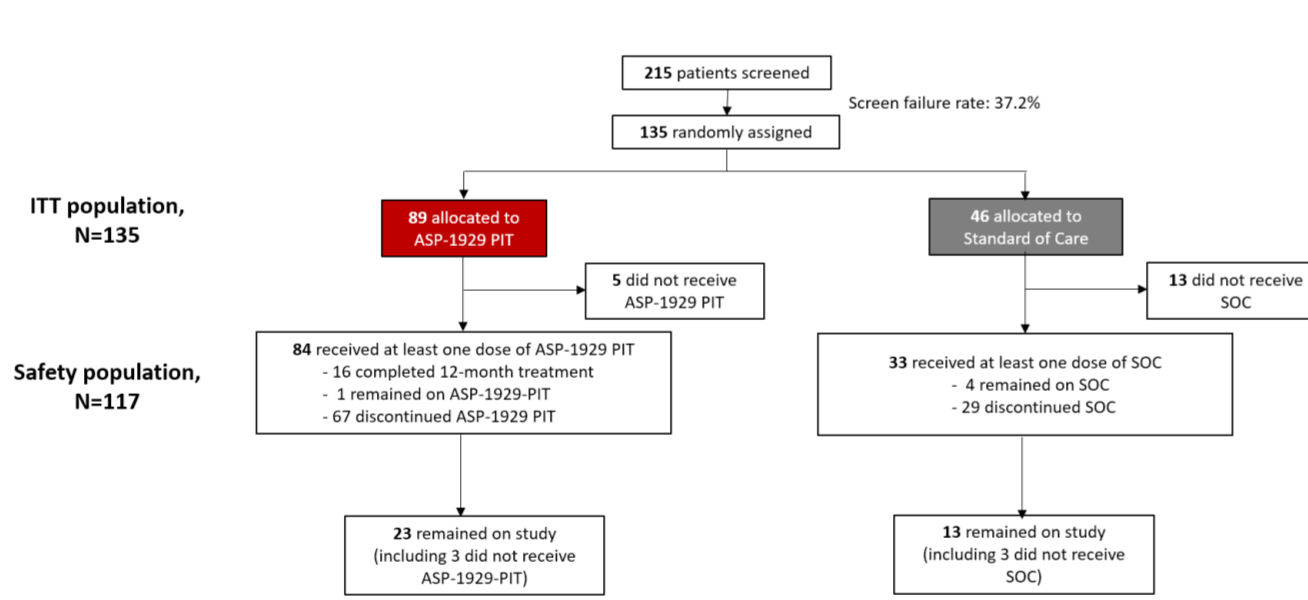 215 patients screened
Screen failure rate: 37.2%
135 randomly assigned
ITT population,
N=135
89 allocated to
ASP-1929 PIT
46 allocated to
Standard of Care
5 did not receive
ASP-1929 PIT
13 did not receive
SOC
Safety population,
N=117
84 received at least one dose of ASP-1929 PIT
- 16 completed 12-month treatment
- 1 remained on ASP-1929-PIT
- 67 discontinued ASP-1929 PIT
33 received at least one dose of SOC
- 4 remained on SOC
- 29 discontinued SOC
23 remained on study
(including 3 did not receive
ASP-1929-PIT)
13 remained on study
(including 3 did not receive
SOC)